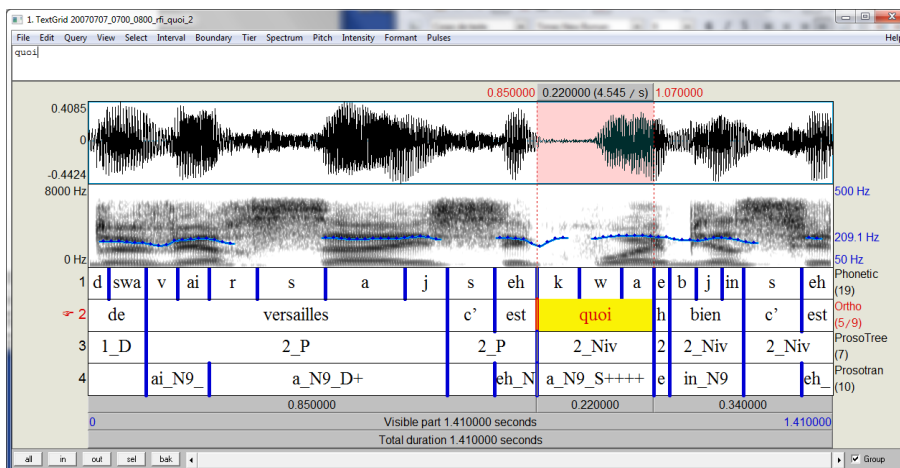 1. TextGrid 20070707_0700_0800_rfi_quoi_2
File Edit Query View Select Interval Boundary Tier Spectrum Pitch Intensity Formant Pulses Help
quoi
0.850000 0.220000 (4.545 / s) 1.070000
0.4085
0
-0.4424
8000 Hz 500 Hz
209.1 Hz
0 Hz 50 Hz
1 d swa v ai r s a j s eh k w a e b j in s eh Phonetic (19)
☞ 2 de versailles c' est quoi h bien c' est Ortho (5/9)
3 1_D 2_P 2_P 2_Niv 2 2_Niv 2_Niv ProsoTree (7)
4 ai_N9_ a_N9_D+ eh_N a_N9_S++++ e in_N9 eh_ Prosotran (10)
0.850000 0.220000 0.340000
0 Visible part 1.410000 seconds 1.410000
Total duration 1.410000 seconds
all in out sel bak Group